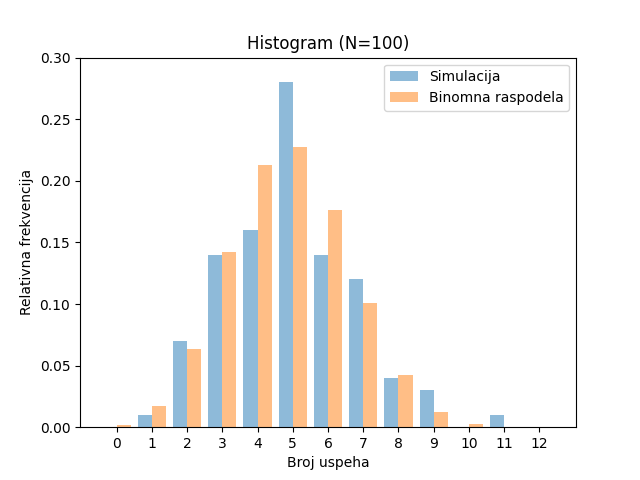 Histogram (N=100)
Simulacija
Binomna raspodela
0.30
0.25
0.20
0.15
0.10
0.05
0.00
Relativna frekvencija
0 1 2 3 4 5 6 7 8 9 10 11 12
Broj uspeha